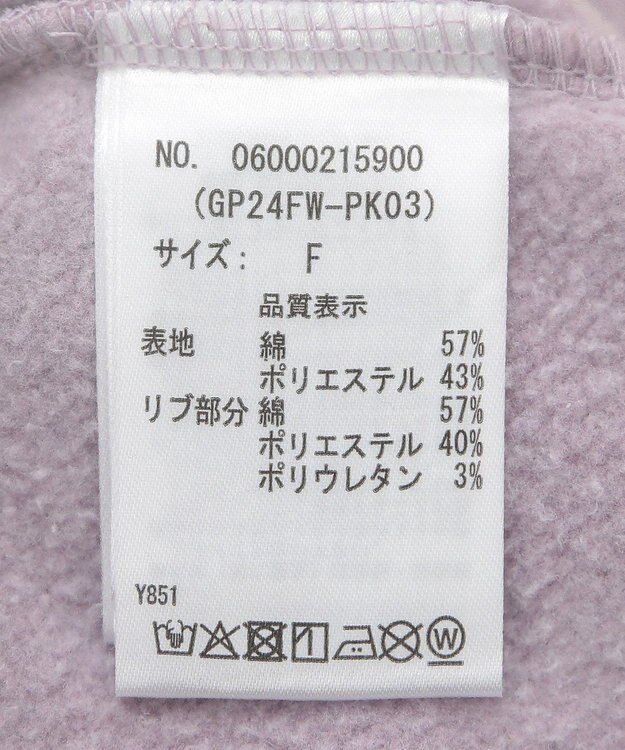 NO. 06000215900
(GP24FW-PK03)
サイズ: F
品質表示
表地 綿 57%
ポリエステル 43%
リブ部分 綿 57%
ポリエステル 40%
ポリウレタン 3%
Y851
W